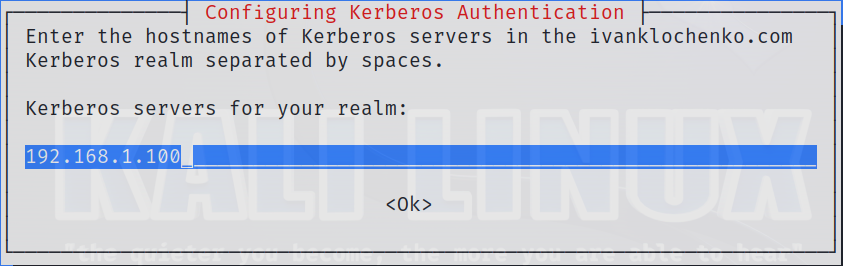 Configuring Kerberos Authentication
Enter the hostnames of Kerberos servers in the ivanklochenko.com
Kerberos realm separated by spaces.
Kerberos servers for your realm:
KALI LINUX
192.168.1.100
<Ok>
"the quieter you become, the more you are able to hear"